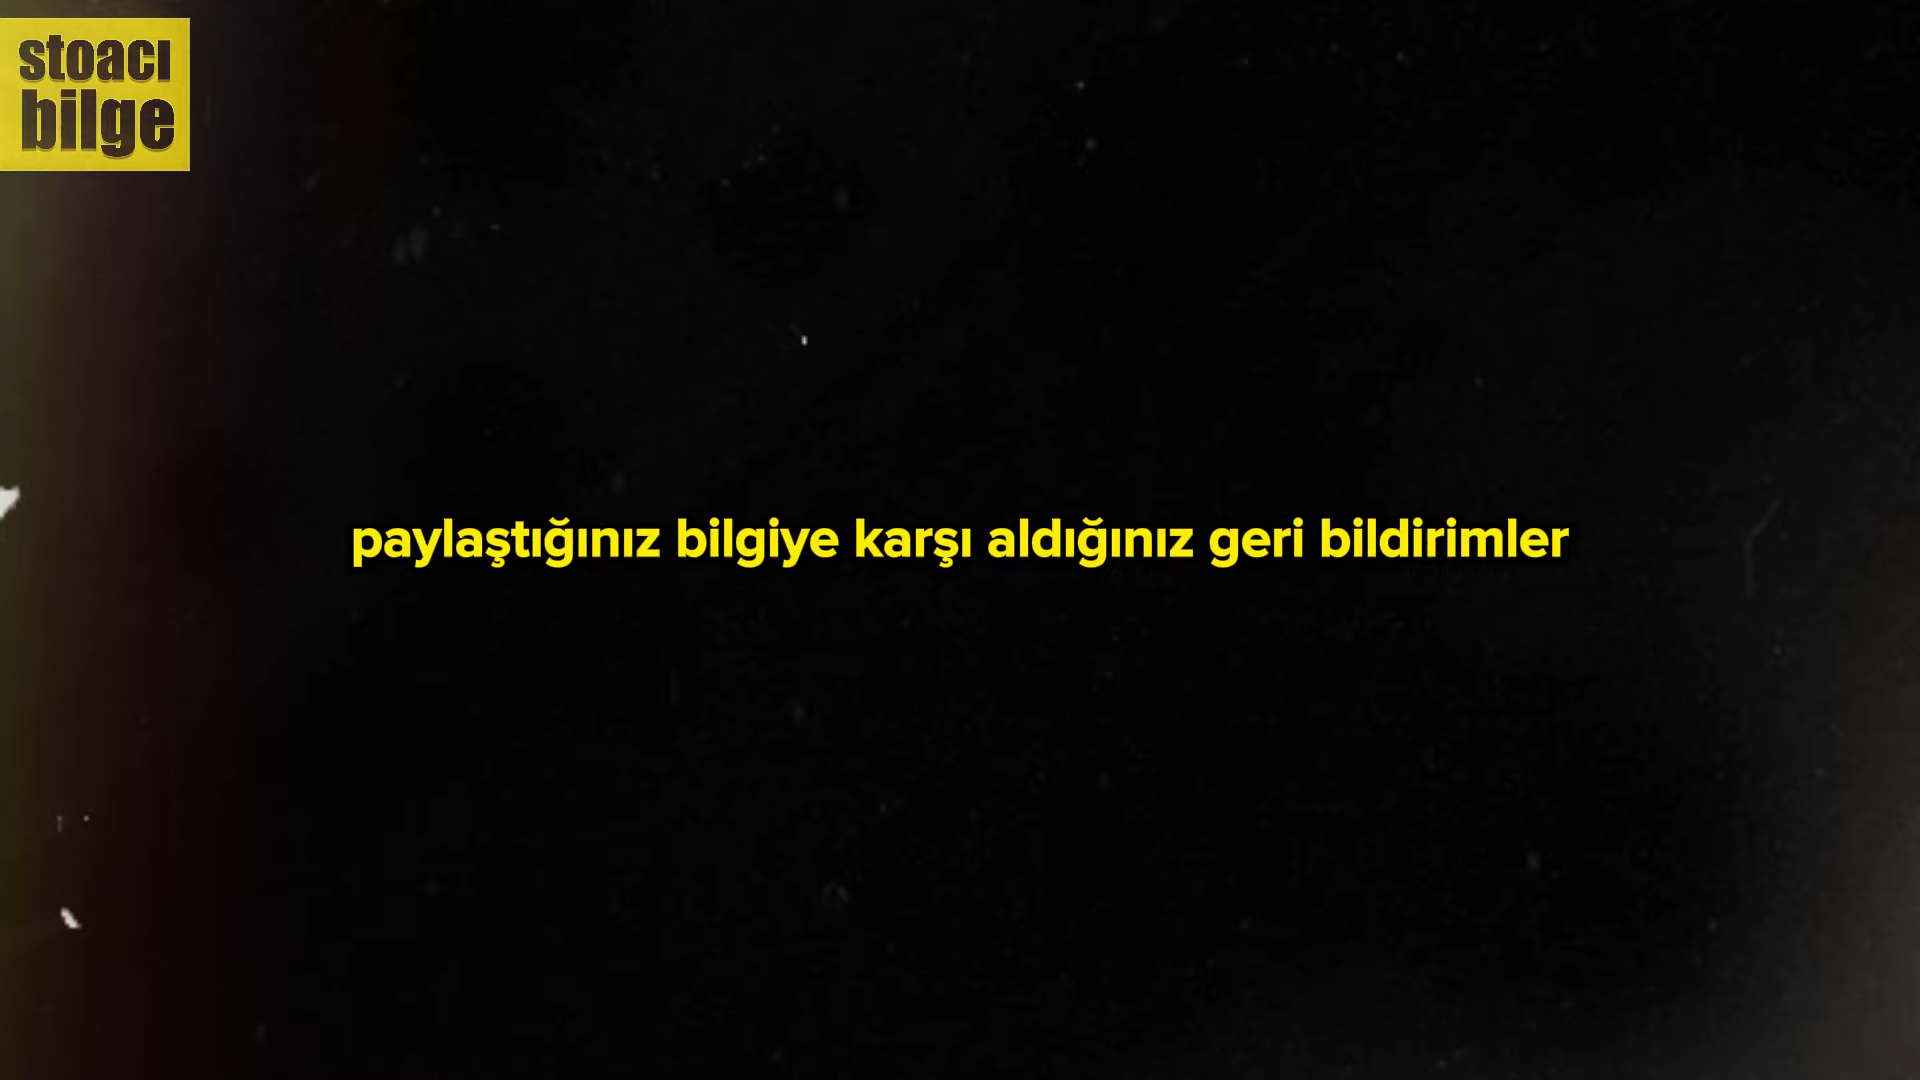 stoacı
bilge
paylaştığınız bilgiye karşı aldığınız geri bildirimler